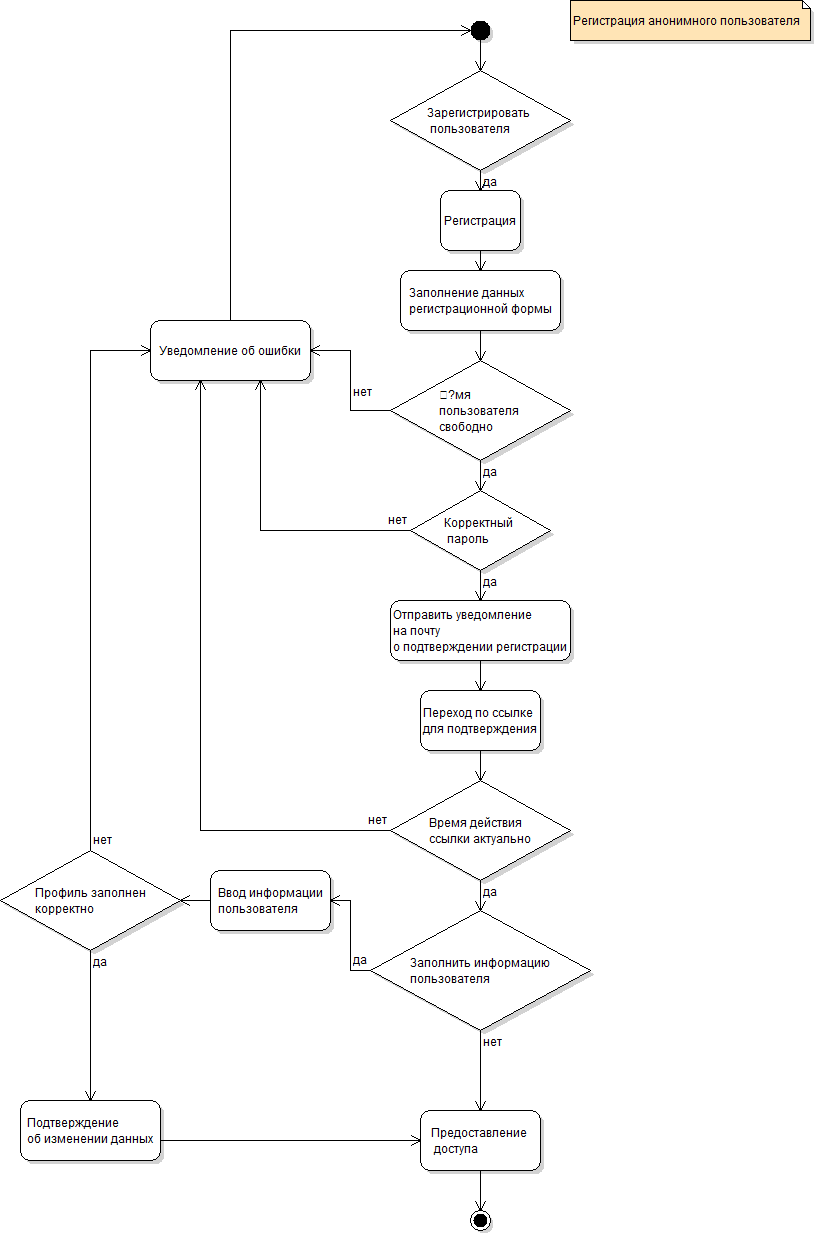 Регистрация анонимного пользователя
Зарегистрировать
пользователя
да
Регистрация
Заполнение данных
регистрационной формы
Уведомление об ошибки
нет
?мя
пользователя
свободно
да
нет
Корректный
пароль
да
Отправить уведомление
на почту
о подтверждении регистрации
Переход по ссылке
для подтверждения
нет
Время действия
ссылки актуально
нет
да
Профиль заполнен
корректно
Ввод информации
пользователя
да
да
Заполнить информацию
пользователя
нет
Подтверждение
об изменении данных
Предоставление
доступа